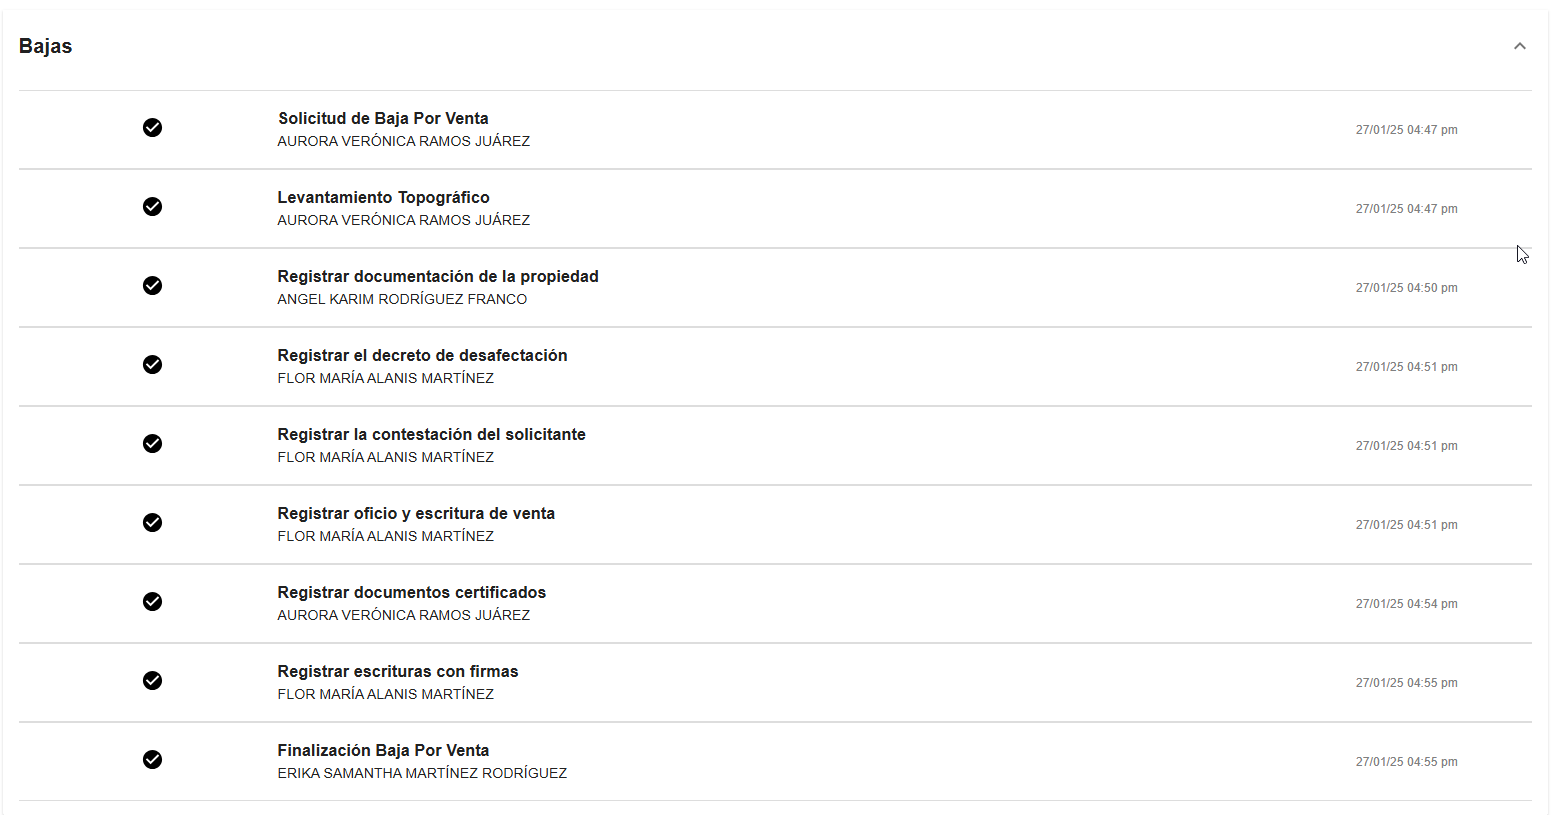 Bajas
Solicitud de Baja Por Venta
AURORA VERÓNICA RAMOS JUÁREZ
27/01/25 04:47 pm
Levantamiento Topográfico
AURORA VERÓNICA RAMOS JUÁREZ
27/01/25 04:47 pm
Registrar documentación de la propiedad
ANGEL KARIM RODRÍGUEZ FRANCO
27/01/25 04:50 pm
Registrar el decreto de desafectación
FLOR MARÍA ALANIS MARTÍNEZ
27/01/25 04:51 pm
Registrar la contestación del solicitante
FLOR MARÍA ALANIS MARTÍNEZ
27/01/25 04:51 pm
Registrar oficio y escritura de venta
FLOR MARÍA ALANIS MARTÍNEZ
27/01/25 04:51 pm
Registrar documentos certificados
AURORA VERÓNICA RAMOS JUÁREZ
27/01/25 04:54 pm
Registrar escrituras con firmas
FLOR MARÍA ALANIS MARTÍNEZ
27/01/25 04:55 pm
Finalización Baja Por Venta
ERIKA SAMANTHA MARTÍNEZ RODRÍGUEZ
27/01/25 04:55 pm